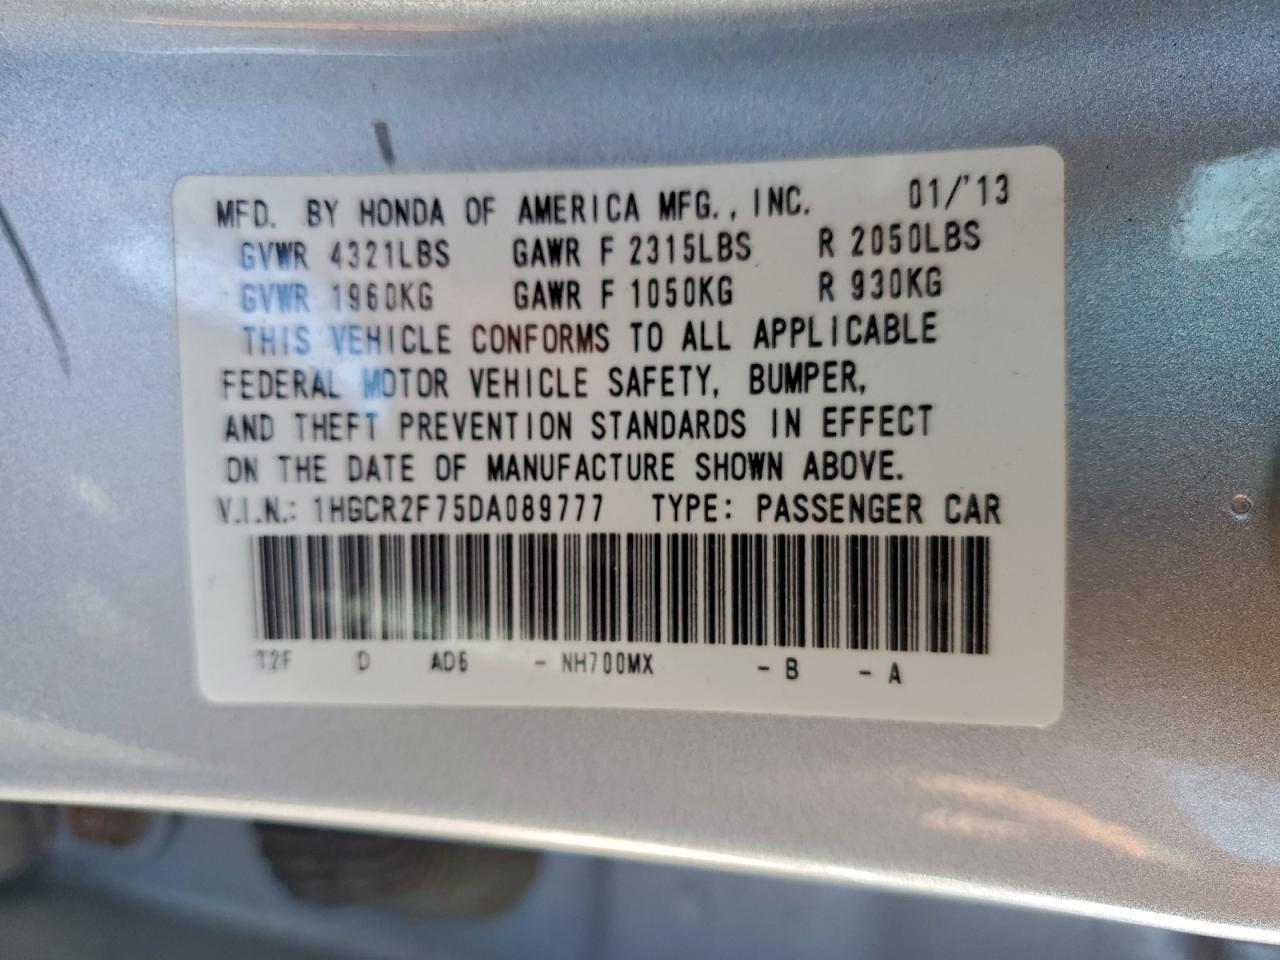 MFD. BY HONDA OF AMERICA MFG., INC. 01/'13
GVWR 4321LBS GAWR F 2315LBS R 2050LBS
GVWR 1960KG GAWR F 1050KG R 930KG
THIS VEHICLE CONFORMS TO ALL APPLICABLE
FEDERAL MOTOR VEHICLE SAFETY, BUMPER,
AND THEFT PREVENTION STANDARDS IN EFFECT
ON THE DATE OF MANUFACTURE SHOWN ABOVE.
V.I.N.: 1HGCR2F75DA089777 TYPE: PASSENGER CAR
T2F D AD6 - NH700MX - B - A